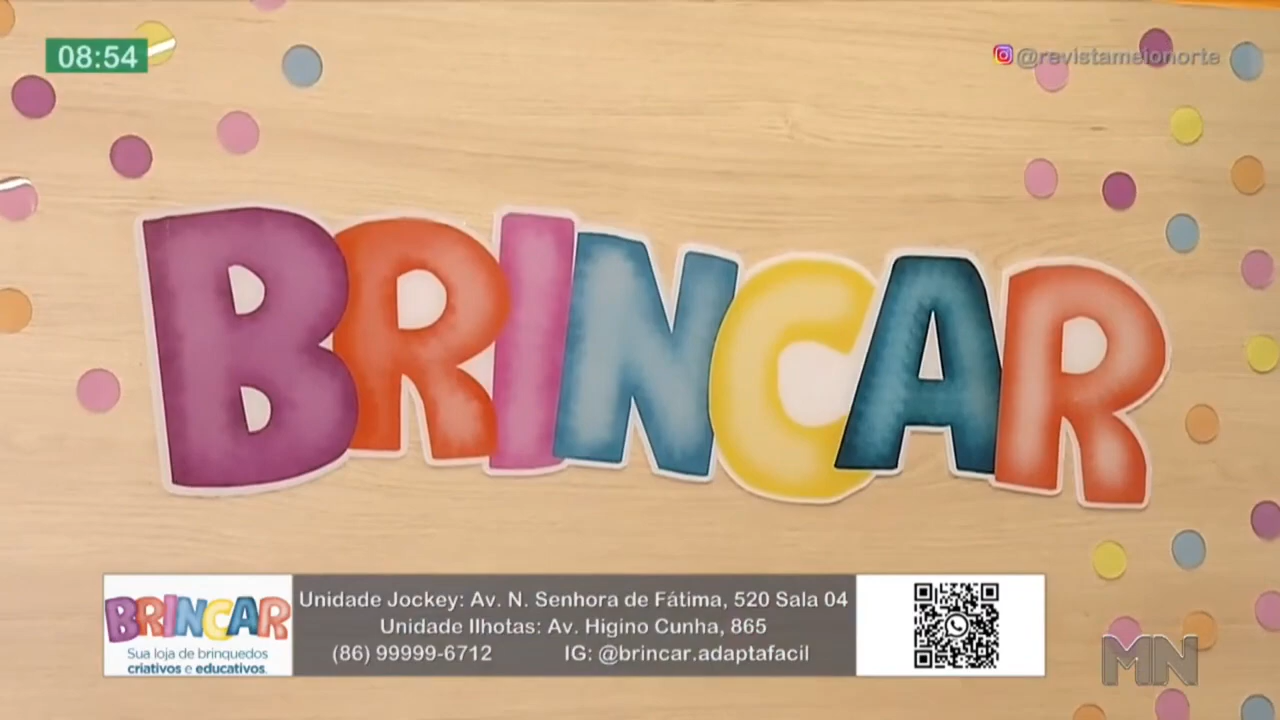 08:54
@revistameionorte
BRINCAR
BRINCAR
Sua loja de brinquedos
criativos e educativos.
Unidade Jockey: Av. N. Senhora de Fátima, 520 Sala 04
Unidade Ilhotas: Av. Higino Cunha, 865
(86) 99999-6712 IG: @brincar.adaptafacil
MN